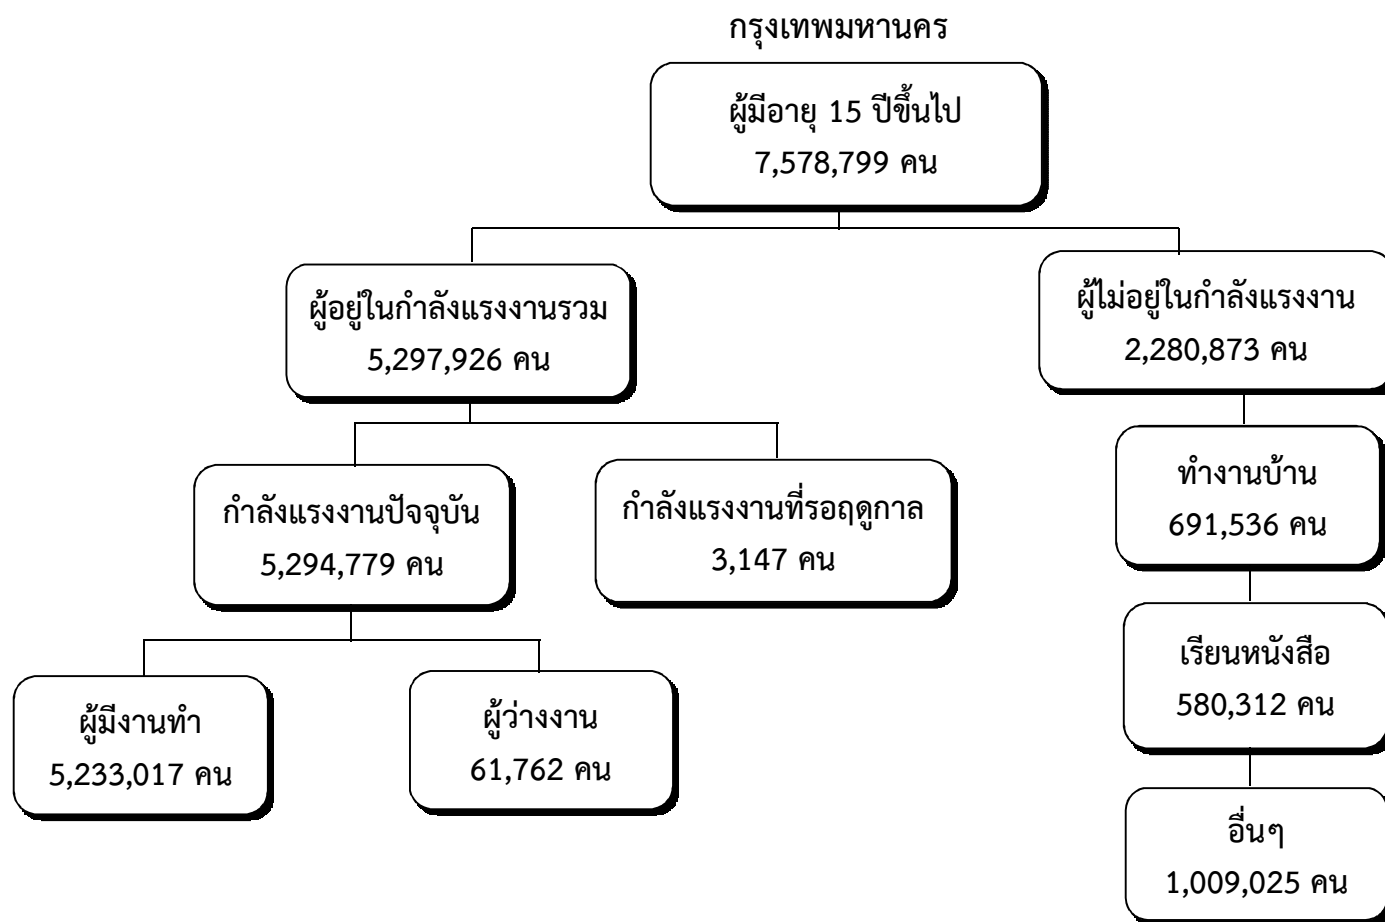 กรุงเทพมหานคร
ผู้มีอายุ 15 ปีขึ้นไป
7,578,799 คน
ผู้อยู่ในกำลังแรงงานรวม
5,297,926 คน
ผู้ไม่อยู่ในกำลังแรงงาน
2,280,873 คน
กำลังแรงงานปัจจุบัน
5,294,779 คน
กำลังแรงงานที่รอฤดูกาล
3,147 คน
ทำงานบ้าน
691,536 คน
เรียนหนังสือ
580,312 คน
ผู้มีงานทำ
5,233,017 คน
ผู้ว่างงาน
61,762 คน
อื่นๆ
1,009,025 คน